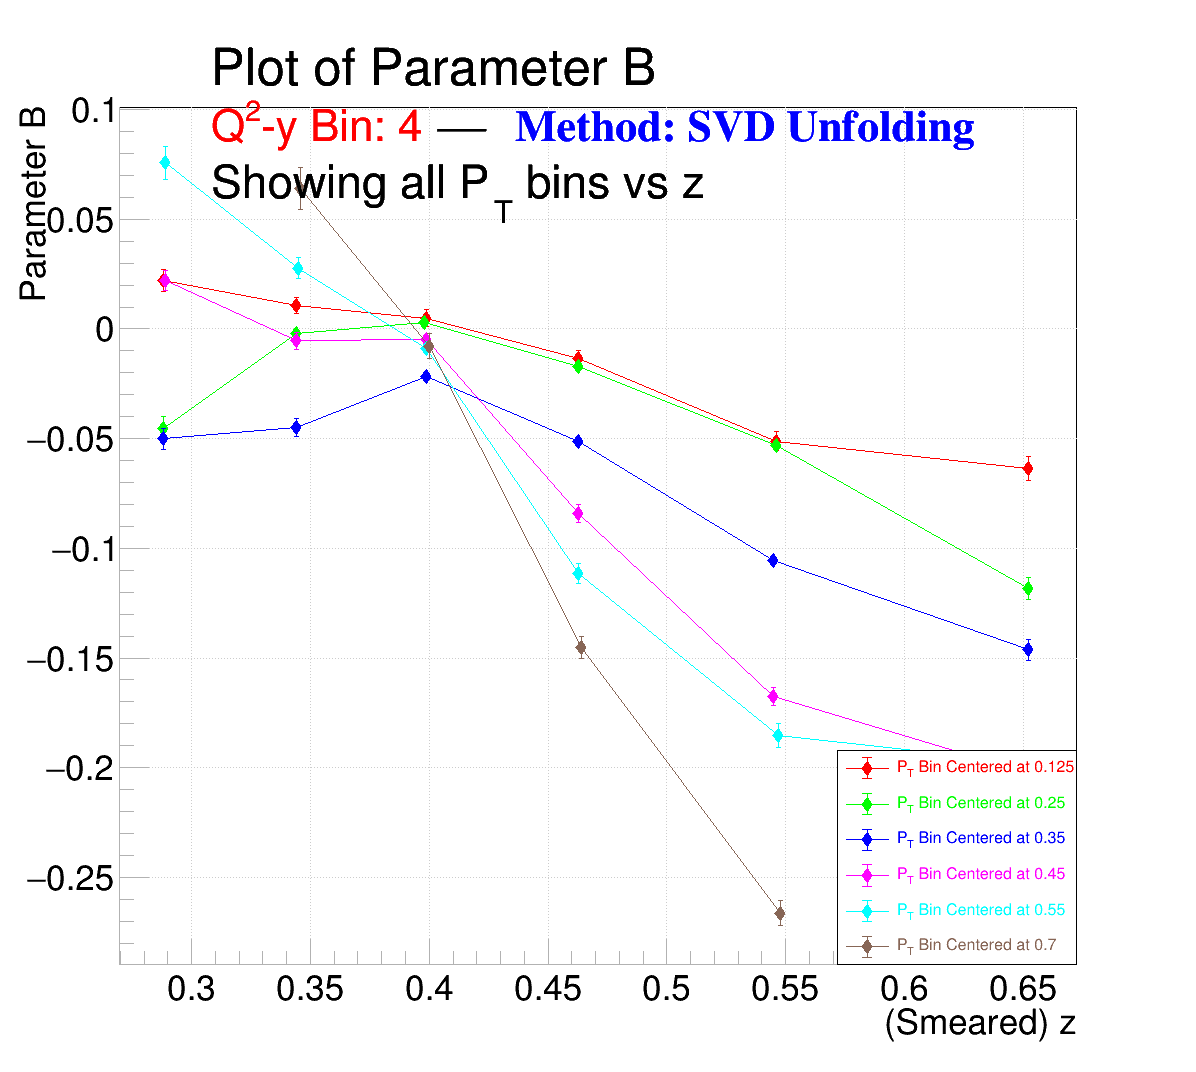 Plot of Parameter B
Q²-y Bin: 4 — Method: SVD Unfolding
Showing all P_T bins vs z
Parameter B
0.1
0.05
0
−0.05
−0.1
−0.15
−0.2
−0.25
P_T Bin Centered at 0.125
P_T Bin Centered at 0.25
P_T Bin Centered at 0.35
P_T Bin Centered at 0.45
P_T Bin Centered at 0.55
P_T Bin Centered at 0.7
0.3 0.35 0.4 0.45 0.5 0.55 0.6 0.65
(Smeared) z